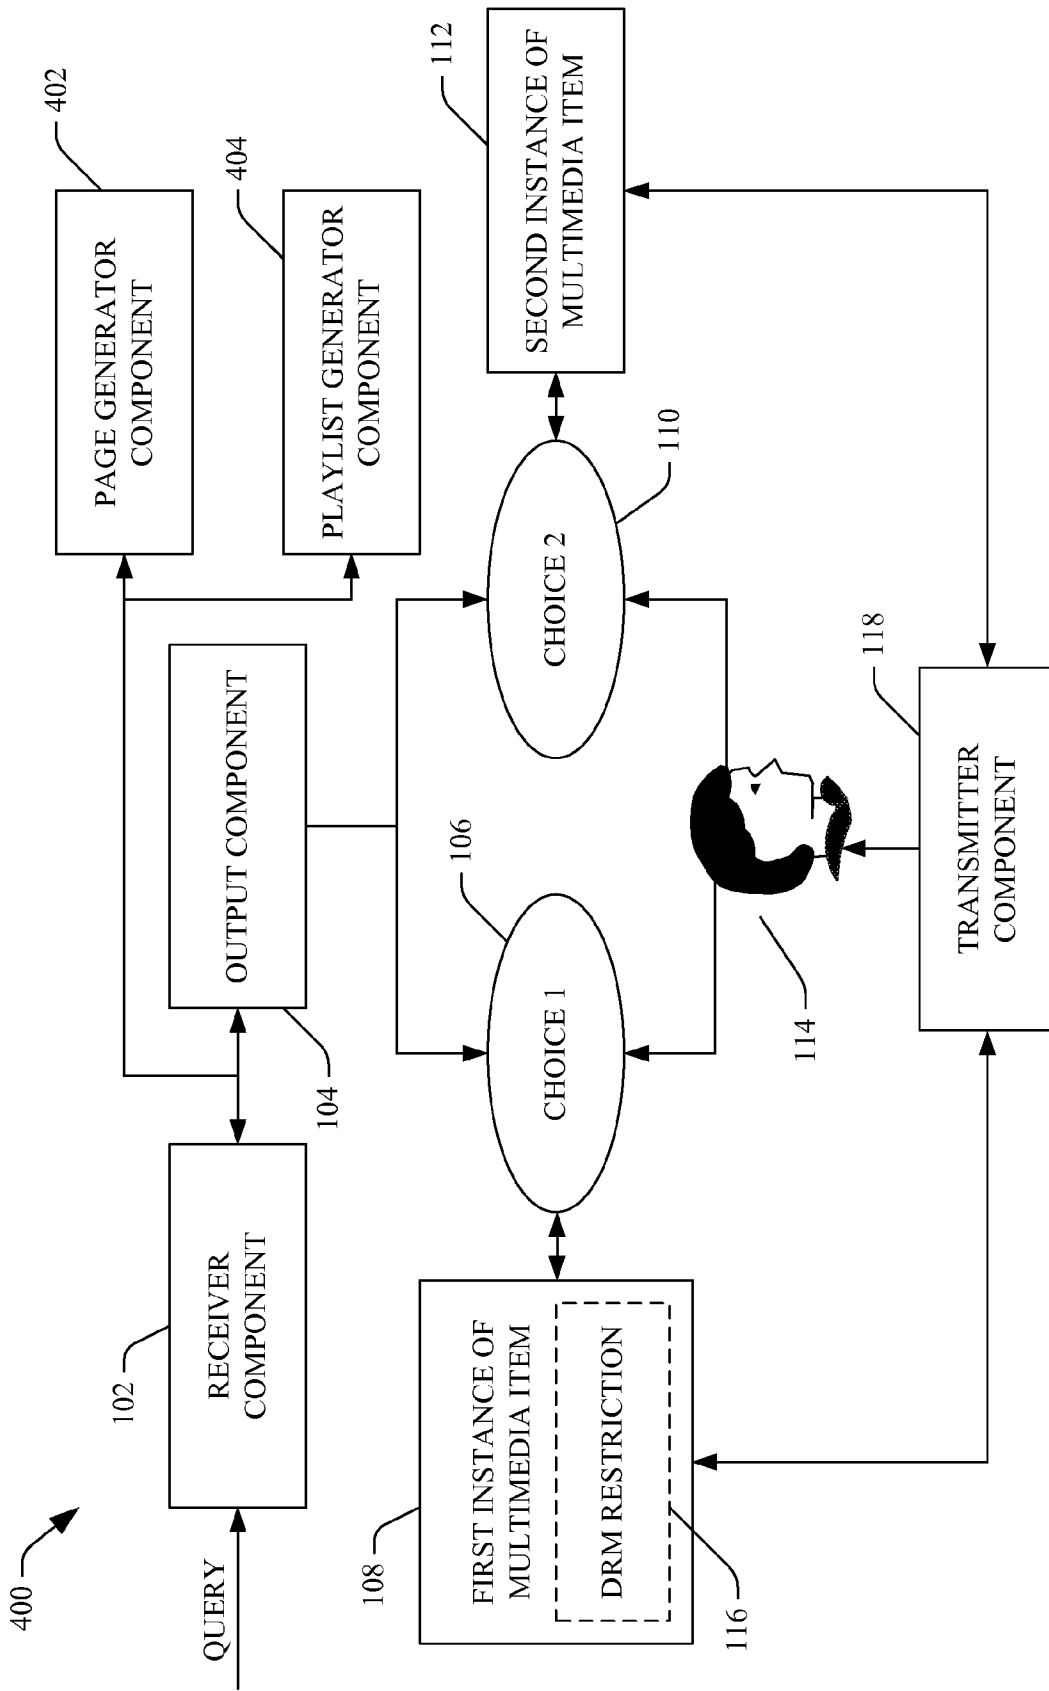 400
QUERY
102
RECEIVER
COMPONENT
104
OUTPUT COMPONENT
PAGE GENERATOR
COMPONENT
402
PLAYLIST GENERATOR
COMPONENT
404
108
FIRST INSTANCE OF
MULTIMEDIA ITEM
DRM RESTRICTION
116
CHOICE 1
106
CHOICE 2
110
SECOND INSTANCE OF
MULTIMEDIA ITEM
112
114
TRANSMITTER
COMPONENT
118